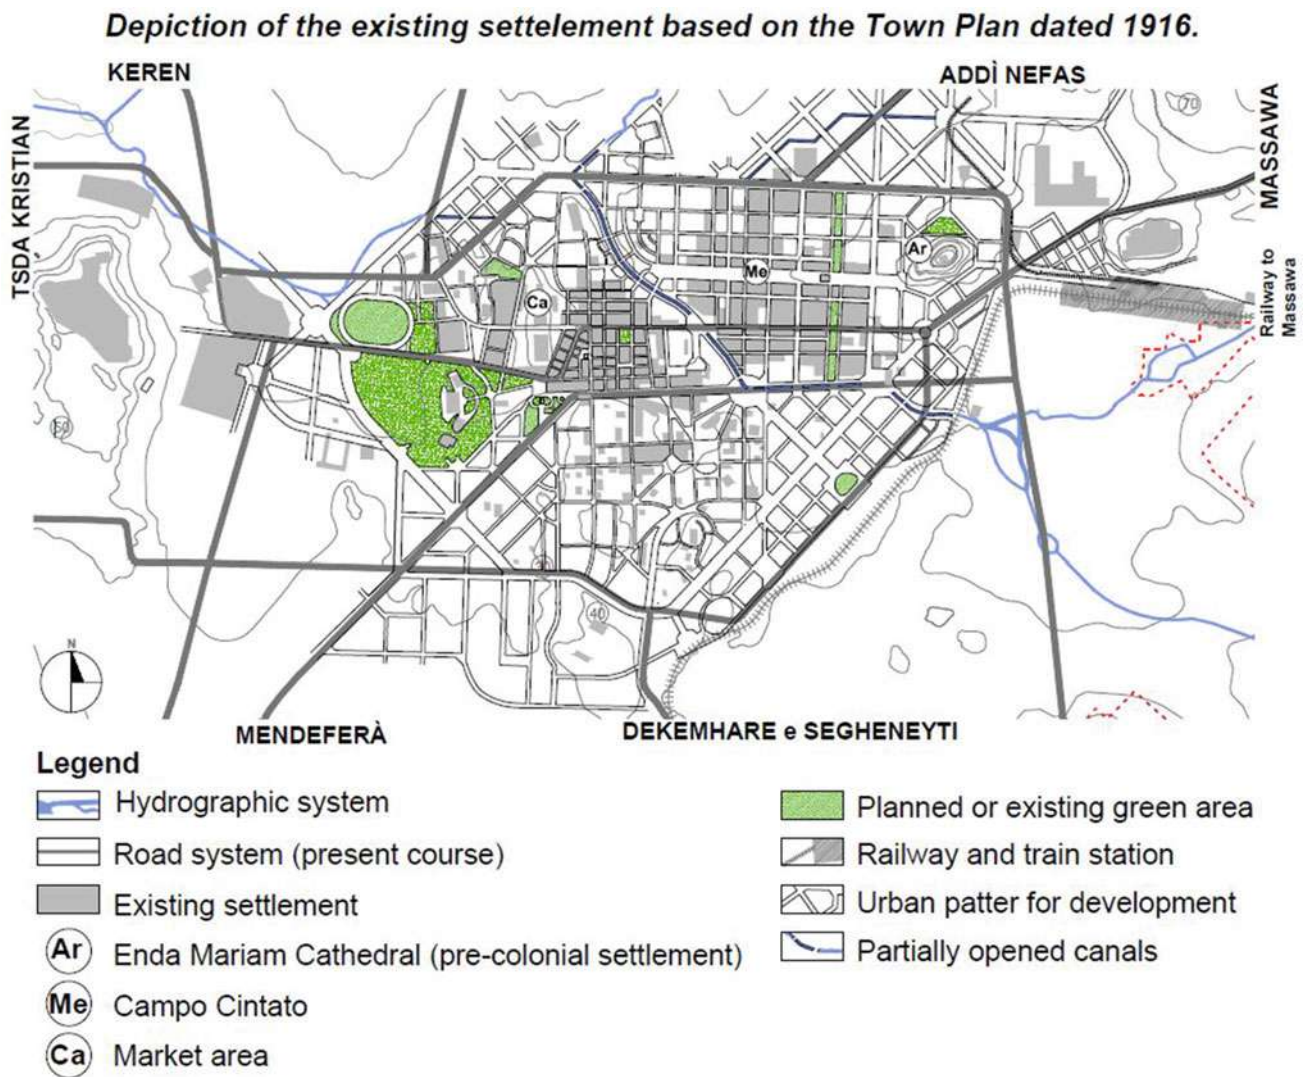 Depiction of the existing settelement based on the Town Plan dated 1916.
KEREN
ADDÌ NEFAS
TSDA KRISTIAN
MASSAWA
Railway to
Massawa
70
Ar
Me
Ca
50
40
N
MENDEFERÀ
DEKEMHARE e SEGHENEYTI
Legend
Hydrographic system
Road system (present course)
Existing settlement
Ar Enda Mariam Cathedral (pre-colonial settlement)
Me Campo Cintato
Ca Market area
Planned or existing green area
Railway and train station
Urban patter for development
Partially opened canals